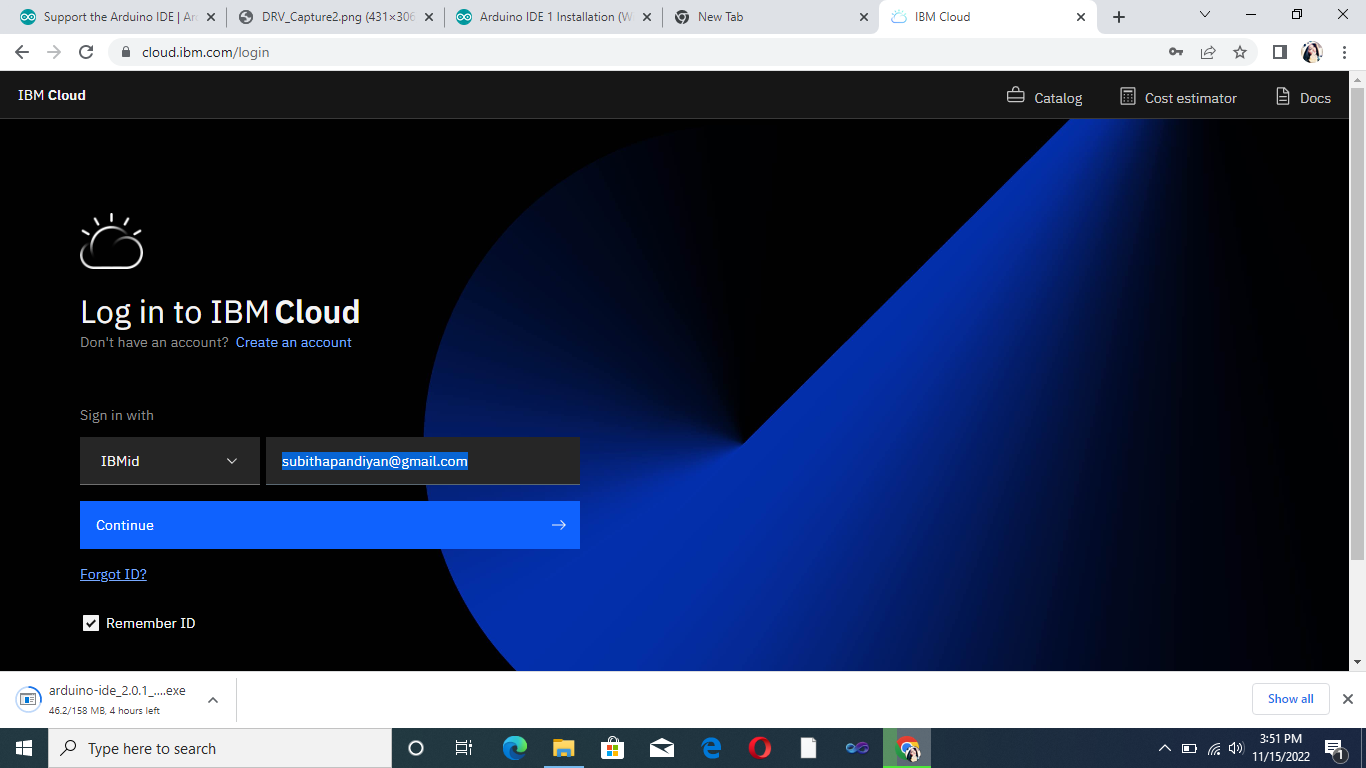 Support the Arduino IDE | Ar
DRV_Capture2.png (431×306
Arduino IDE 1 Installation (W
New Tab
IBM Cloud
cloud.ibm.com/login
IBM Cloud
Catalog
Cost estimator
Docs
Log in to IBM Cloud
Don't have an account? Create an account
Sign in with
IBMid
subithapandiyan@gmail.com
Continue
Forgot ID?
Remember ID
arduino-ide_2.0.1_....exe
46.2/158 MB, 4 hours left
Show all
Type here to search
3:51 PM
11/15/2022
1